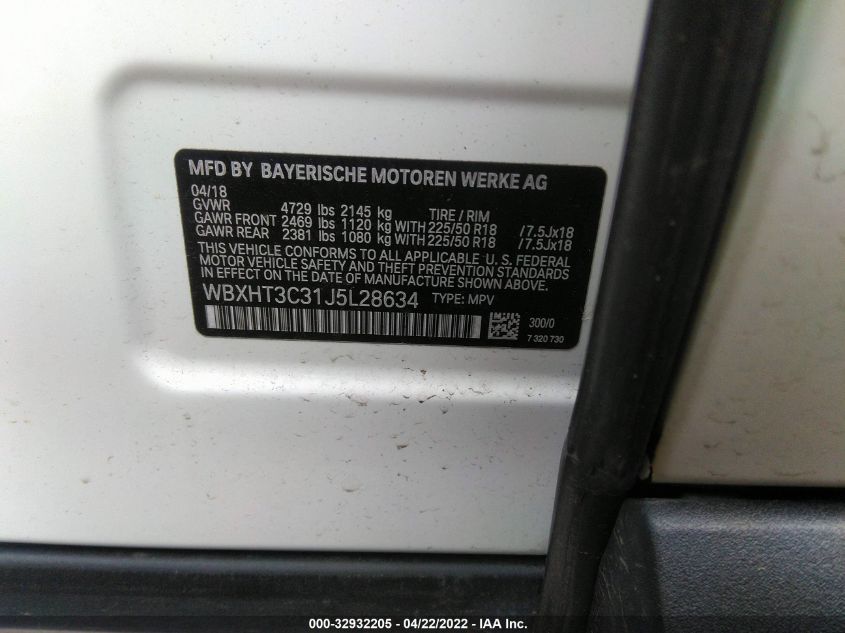 MFD BY BAYERISCHE MOTOREN WERKE AG
04/18
GVWR 4729 lbs 2145 kg TIRE / RIM
GAWR FRONT 2469 lbs 1120 kg WITH 225/50 R18 /7.5Jx18
GAWR REAR 2381 lbs 1080 kg WITH 225/50 R18 /7.5Jx18
THIS VEHICLE CONFORMS TO ALL APPLICABLE U. S. FEDERAL
MOTOR VEHICLE SAFETY AND THEFT PREVENTION STANDARDS
IN EFFECT ON THE DATE OF MANUFACTURE SHOWN ABOVE.
WBXHT3C31J5L28634 TYPE: MPV
300/0
7 320 730
000-32932205 - 04/22/2022 - IAA Inc.